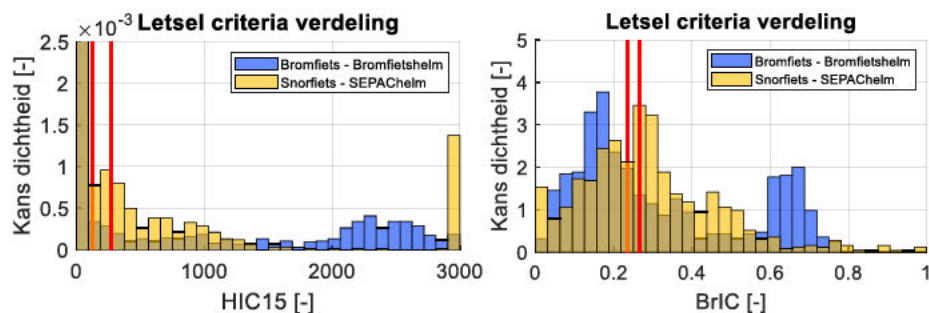 Letsel criteria verdeling
×10⁻³
2.5
2
1.5
1
0.5
0
Kans dichtheid [-]
Bromfiets - Bromfietshelm
Snorfiets - SEPAChelm
0 1000 2000 3000
HIC15 [-]
Letsel criteria verdeling
5
4
3
2
1
0
Kans dichtheid [-]
Bromfiets - Bromfietshelm
Snorfiets - SEPAChelm
0 0.2 0.4 0.6 0.8 1
BrIC [-]